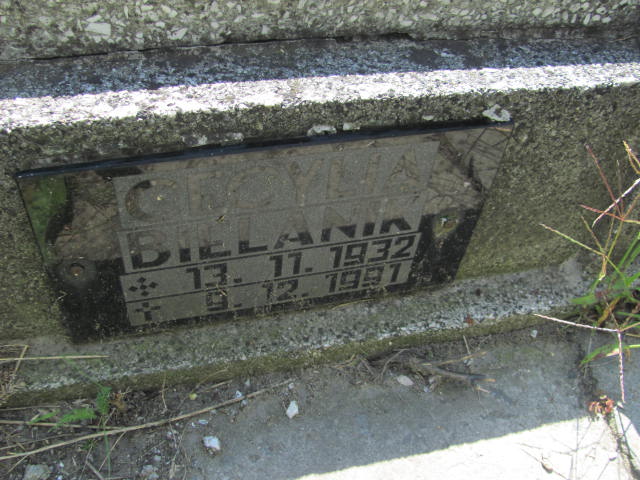 CECYLIA
BIELANIK
13. 11. 1932
9. 12. 1991